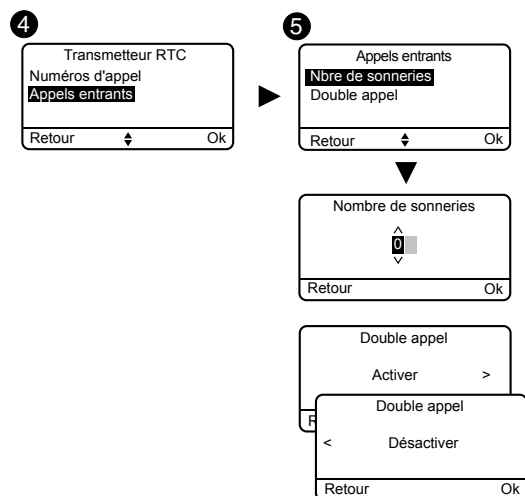 4
Transmetteur RTC
Numéros d'appel
Appels entrants
Retour Ok
5
Appels entrants
Nbre de sonneries
Double appel
Retour Ok
Nombre de sonneries
0
Retour Ok
Double appel
Activer >
R
Double appel
< Désactiver
Retour Ok